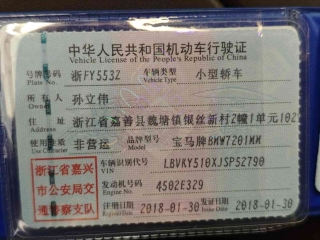 中华人民共和国机动车行驶证
Vehicle License of the People's Republic of China
号牌号码 浙FY553Z 车辆类型 小型轿车
Plate No. Vehicle Type
所有人 孙立伟
Owner
住址 浙江省嘉善县魏塘镇银丝新村2幢1单元102
Address
使用性质 非营运 品牌型号 宝马牌BMW7201MM
Use Character Model
浙江省嘉兴市公安局交通警察支队
车辆识别代号 LBVKY510XJSP52790
VIN
发动机号码 4502E329
Engine No.
注册日期 2018-01-30 发证日期 2018-01-30
Register Date Issue Date